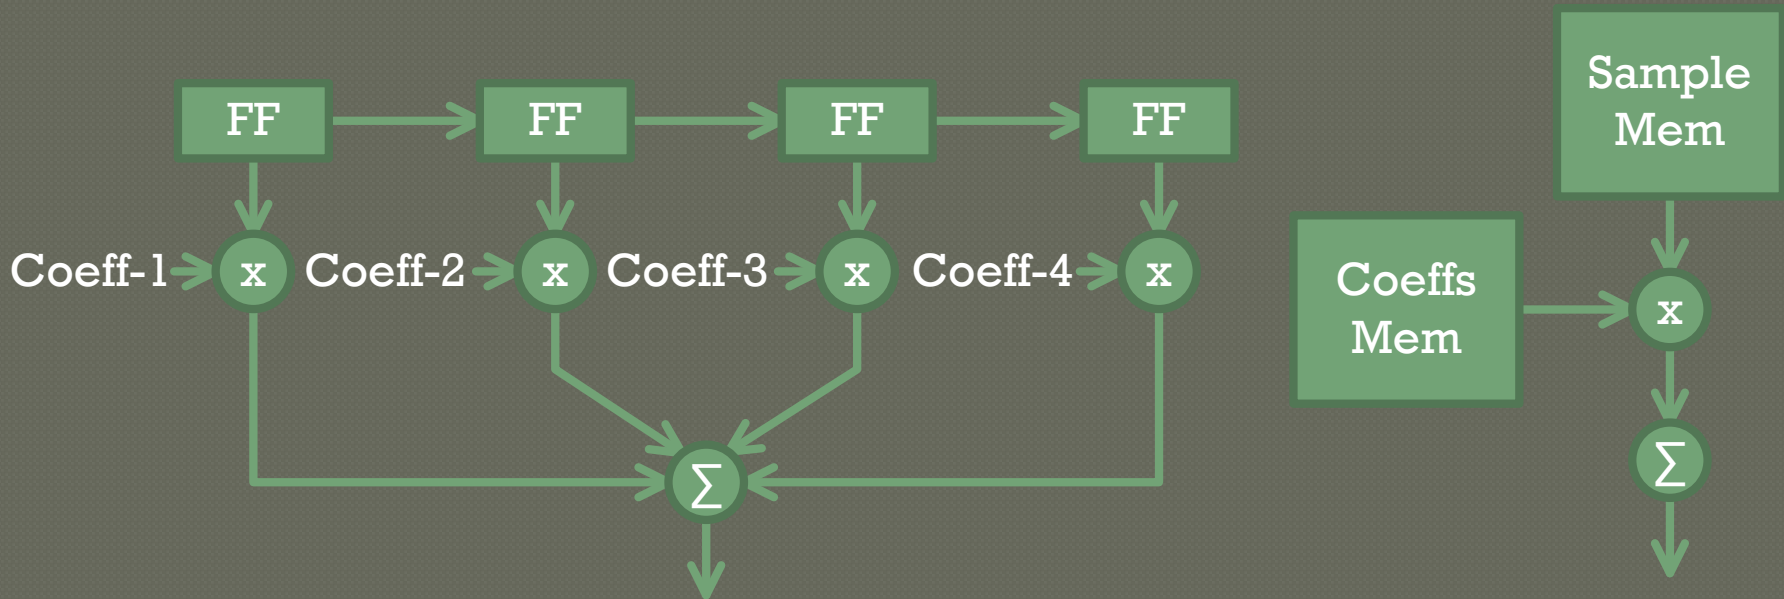 FF
FF
FF
FF
Coeff-1
x
Coeff-2
x
Coeff-3
x
Coeff-4
x
∑
Sample
Mem
Coeffs
Mem
x
∑